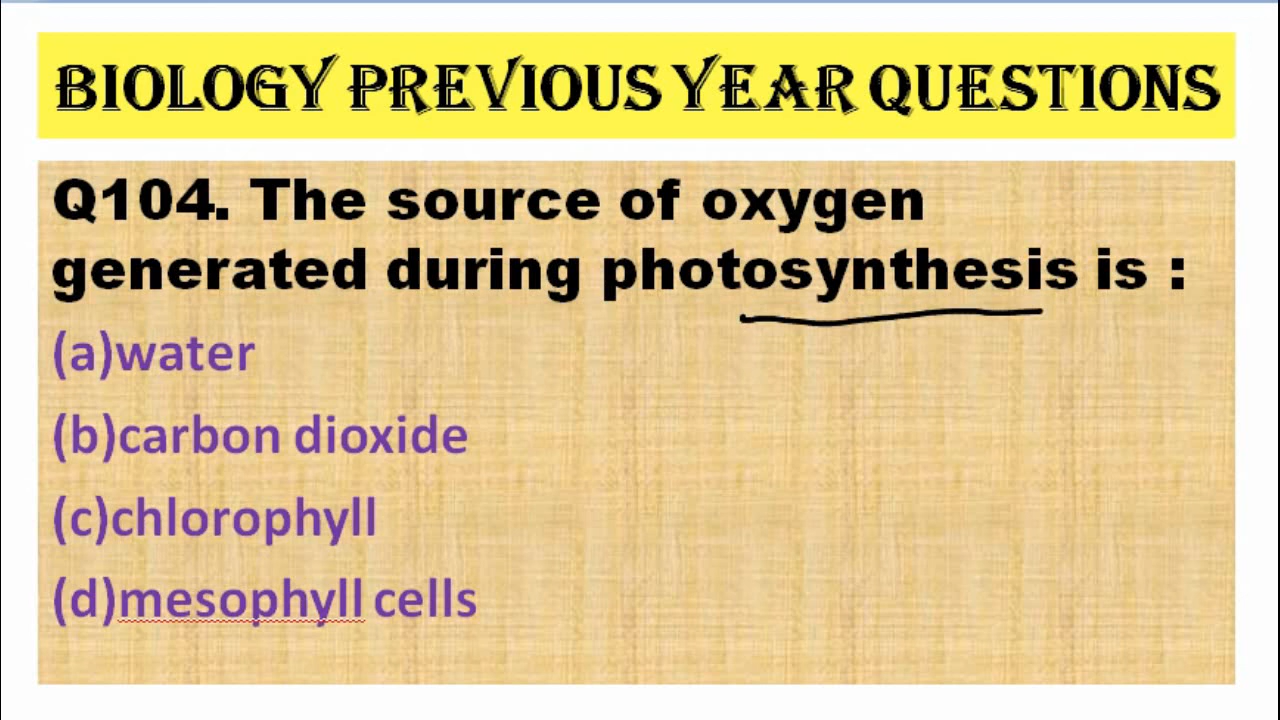 BIOLOGY PREVIOUS YEAR QUESTIONS
Q104. The source of oxygen
generated during photosynthesis is :
(a)water
(b)carbon dioxide
(c)chlorophyll
(d)mesophyll cells